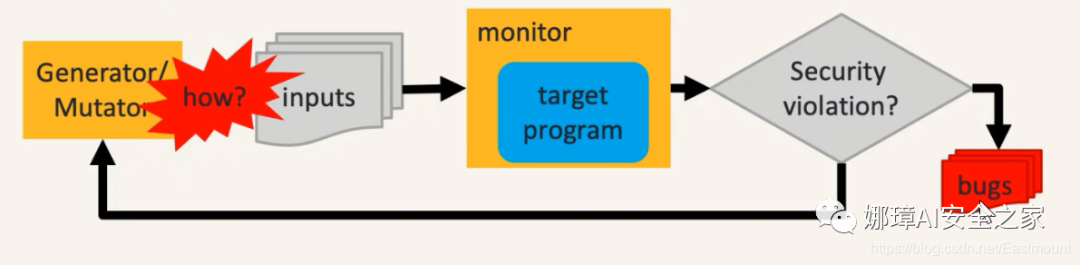 Generator/
Mutator
how?
inputs
monitor
target
program
Security
violation?
bugs
娜璋AI安全之家
https://blog.csdn.net/Eastmount